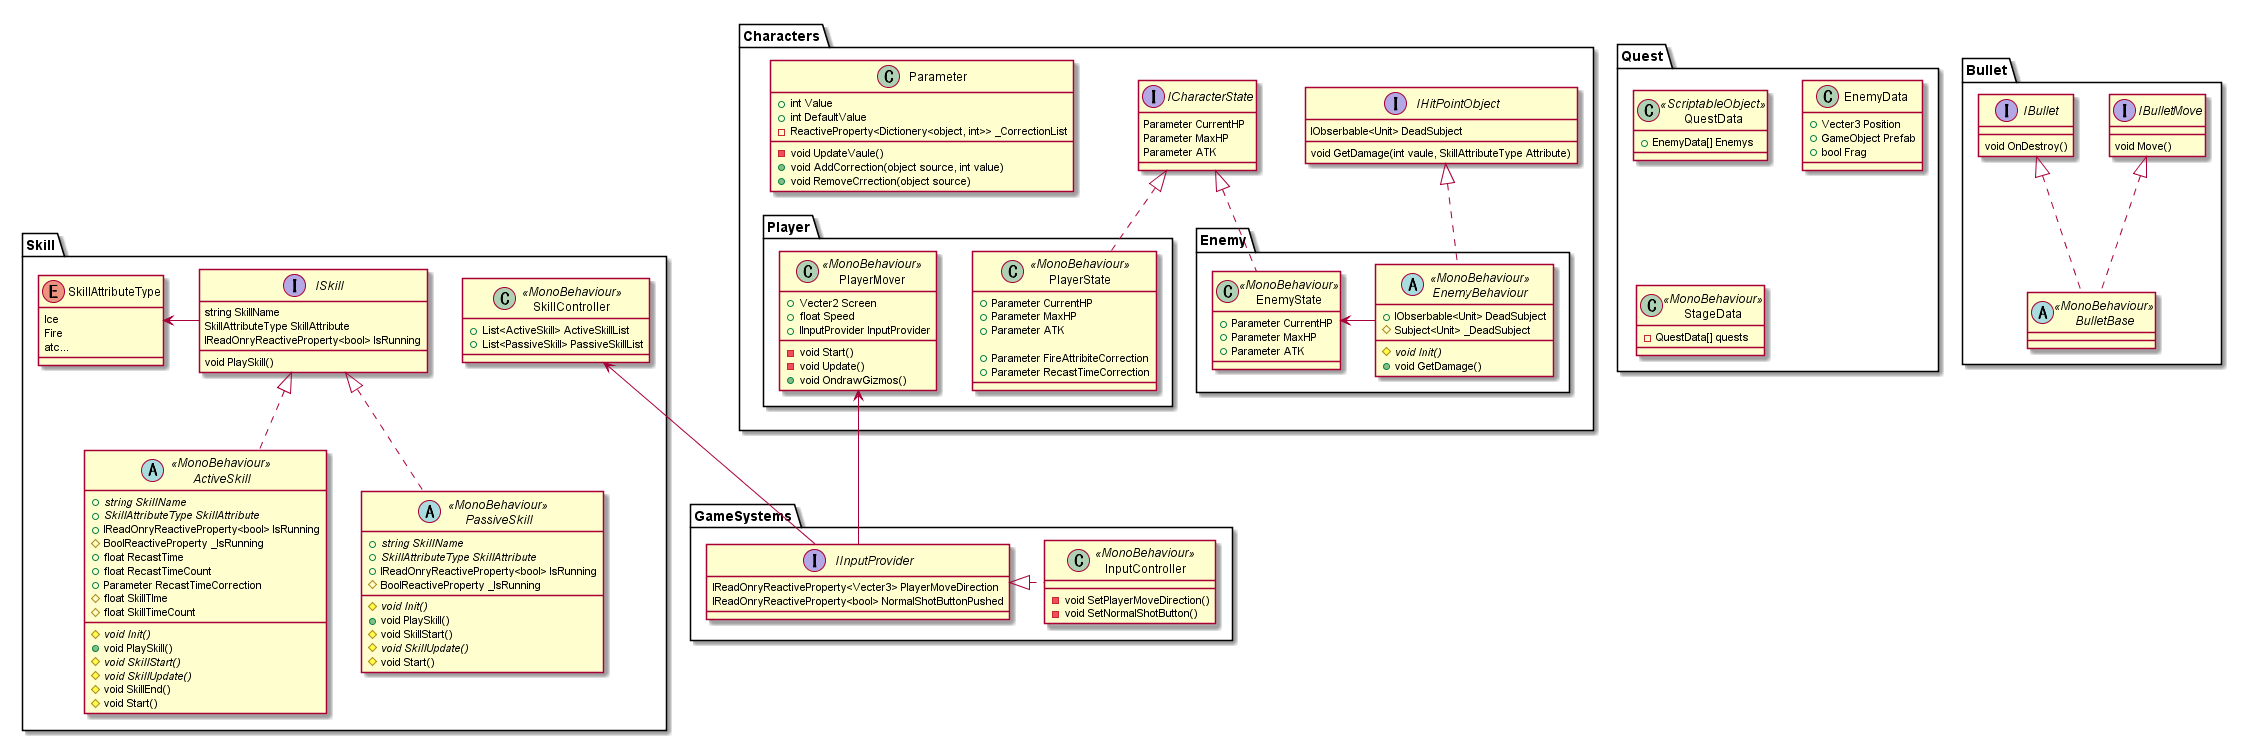 Skill
E SkillAttributeType
Ice
Fire
atc...
I ISkill
string SkillName
SkillAttributeType SkillAttribute
IReadOnryReactiveProperty<bool> IsRunning
void PlaySkill()
C «MonoBehaviour»
SkillController
List<ActiveSkill> ActiveSkillList
List<PassiveSkill> PassiveSkillList
A «MonoBehaviour»
ActiveSkill
string SkillName
SkillAttributeType SkillAttribute
IReadOnryReactiveProperty<bool> IsRunning
BoolReactiveProperty _IsRunning
float RecastTime
float RecastTimeCount
Parameter RecastTimeCorrection
float SkillTIme
float SkillTimeCount
void Init()
void PlaySkill()
void SkillStart()
void SkillUpdate()
void SkillEnd()
void Start()
A «MonoBehaviour»
PassiveSkill
string SkillName
SkillAttributeType SkillAttribute
IReadOnryReactiveProperty<bool> IsRunning
BoolReactiveProperty _IsRunning
void Init()
void PlaySkill()
void SkillStart()
void SkillUpdate()
void Start()
Characters
C Parameter
int Value
int DefaultValue
ReactiveProperty<Dictionery<object, int>> _CorrectionList
void UpdateVaule()
void AddCorrection(object source, int value)
void RemoveCrrection(object source)
I ICharacterState
Parameter CurrentHP
Parameter MaxHP
Parameter ATK
I IHitPointObject
IObserbable<Unit> DeadSubject
void GetDamage(int vaule, SkillAttributeType Attribute)
Player
C «MonoBehaviour»
PlayerMover
Vecter2 Screen
float Speed
IInputProvider InputProvider
void Start()
void Update()
void OndrawGizmos()
C «MonoBehaviour»
PlayerState
Parameter CurrentHP
Parameter MaxHP
Parameter ATK
Parameter FireAttribiteCorrection
Parameter RecastTimeCorrection
Enemy
C «MonoBehaviour»
EnemyState
Parameter CurrentHP
Parameter MaxHP
Parameter ATK
A «MonoBehaviour»
EnemyBehaviour
IObserbable<Unit> DeadSubject
Subject<Unit> _DeadSubject
void Init()
void GetDamage()
GameSystems
I IInputProvider
IReadOnryReactiveProperty<Vecter3> PlayerMoveDirection
IReadOnryReactiveProperty<bool> NormalShotButtonPushed
C «MonoBehaviour»
InputController
void SetPlayerMoveDirection()
void SetNormalShotButton()
Quest
C «ScriptableObject»
QuestData
EnemyData[] Enemys
C EnemyData
Vecter3 Position
GameObject Prefab
bool Frag
C «MonoBehaviour»
StageData
QuestData[] quests
Bullet
I IBullet
void OnDestroy()
I IBulletMove
void Move()
A «MonoBehaviour»
BulletBase